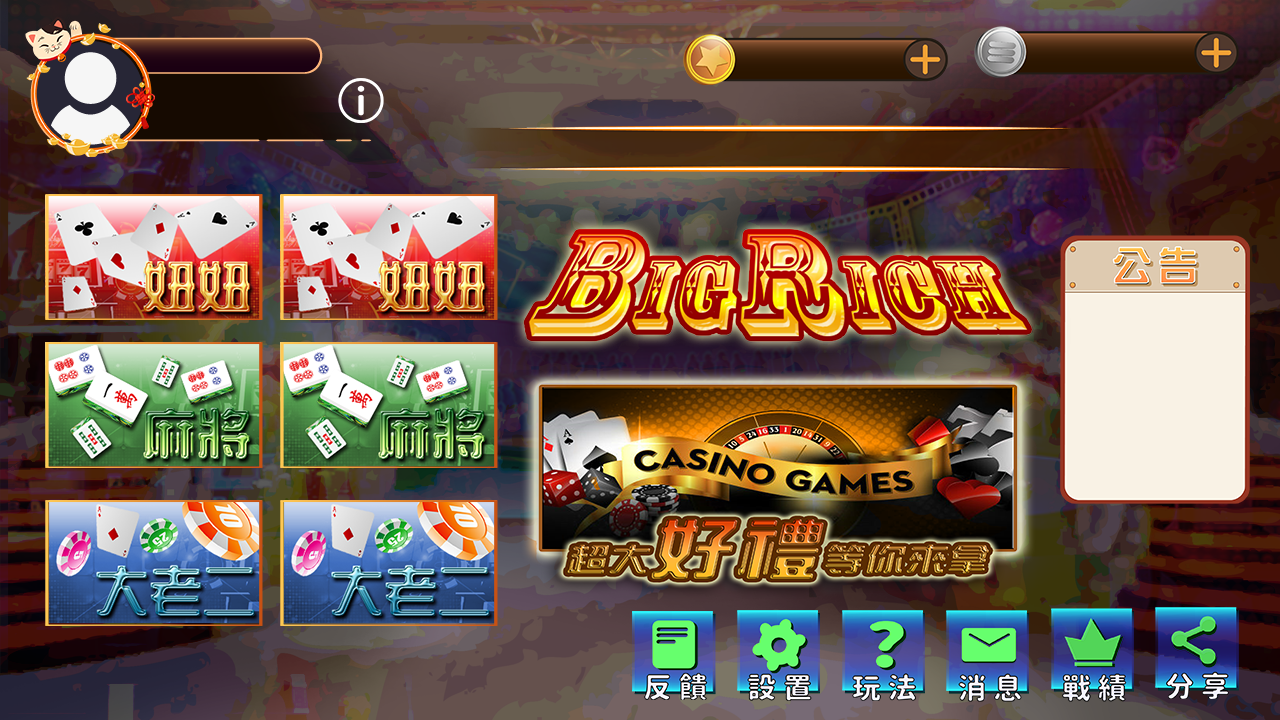 BIGRICH
公告
妞妞
妞妞
麻將
麻將
CASINO GAMES
超大好禮等你來拿
大老二
大老二
反饋
設置
玩法
消息
戰績
分享